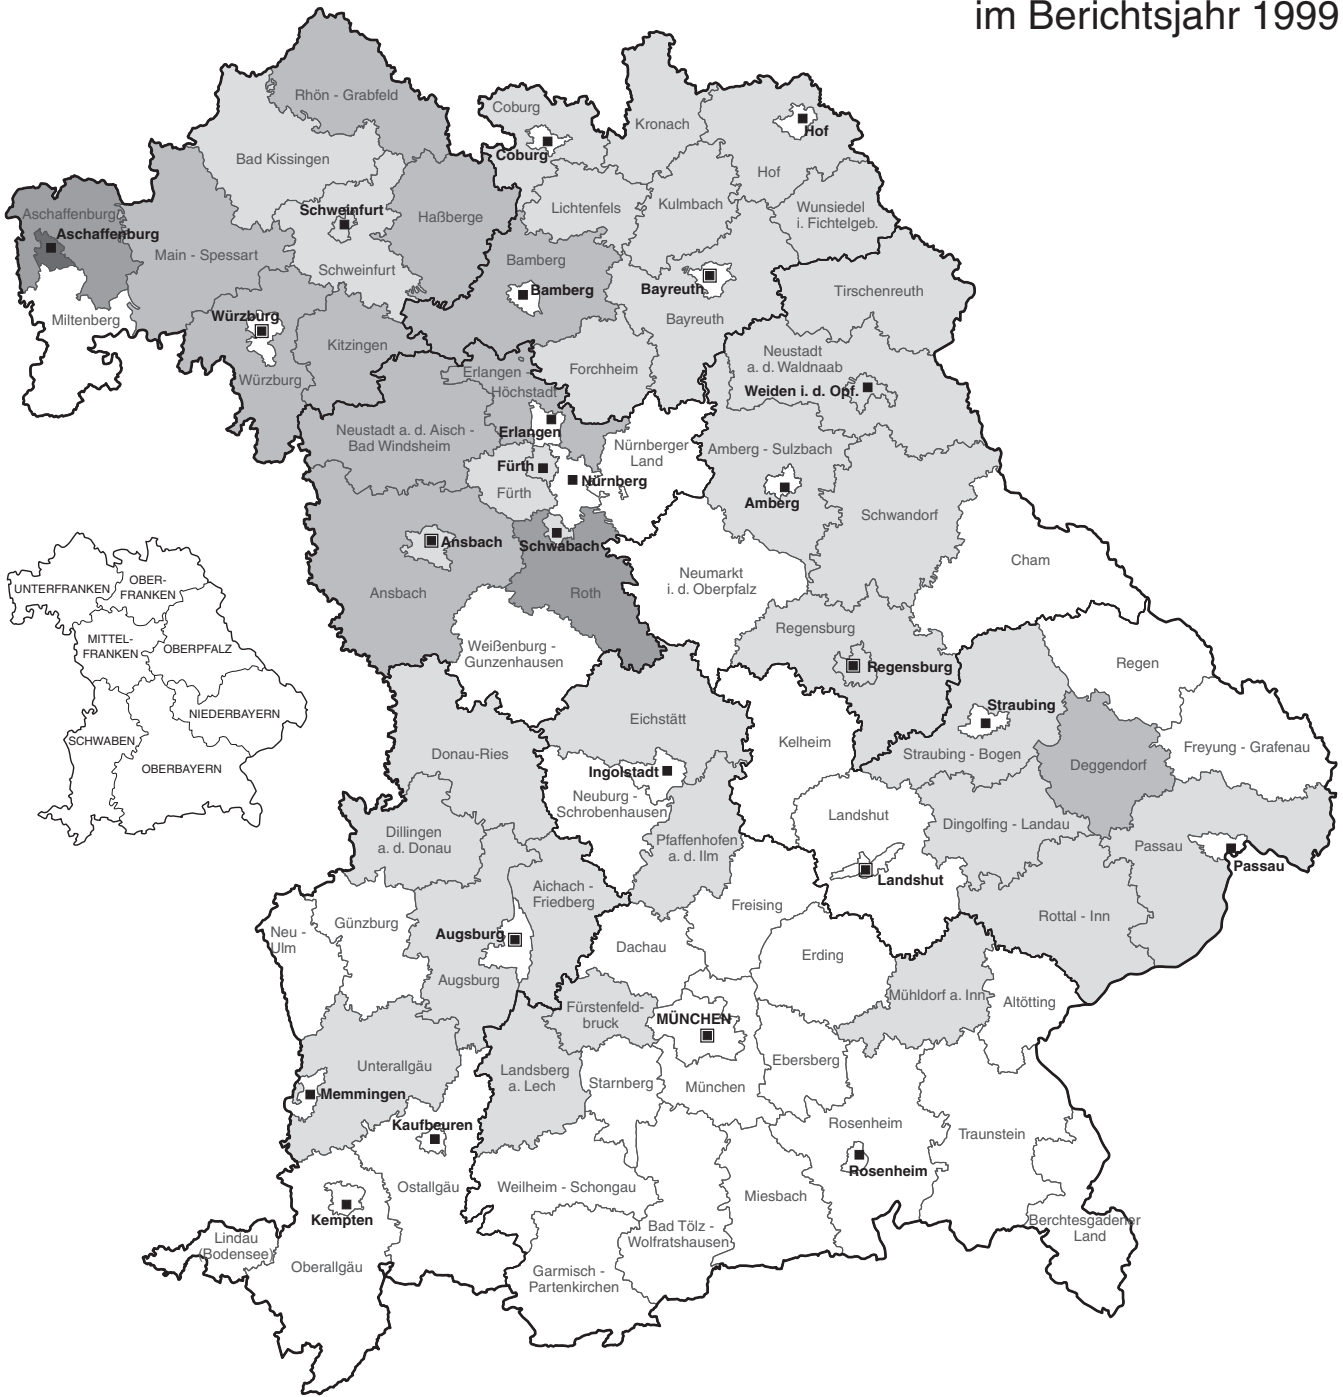 im Berichtsjahr 1999
Rhön - Grabfeld
Coburg
Kronach
Hof
Coburg
Bad Kissingen
Hof
Schweinfurt
Haßberge
Lichtenfels
Kulmbach
Wunsiedel
i. Fichtelgeb.
Aschaffenburg
Aschaffenburg
Main - Spessart
Schweinfurt
Bamberg
Bamberg
Bayreuth
Tirschenreuth
Miltenberg
Würzburg
Bayreuth
Kitzingen
Würzburg
Erlangen -
Höchstadt
Forchheim
Neustadt
a. d. Waldnaab
Weiden i. d. Opf.
Neustadt a. d. Aisch -
Bad Windsheim
Erlangen
Nürnberger
Land
Amberg - Sulzbach
Fürth
Nürnberg
Fürth
Amberg
Schwandorf
Ansbach
Schwabach
Cham
Ansbach
Roth
Neumarkt
i. d. Oberpfalz
UNTERFRANKEN
OBER-
FRANKEN
MITTEL-
FRANKEN
OBERPFALZ
NIEDERBAYERN
SCHWABEN
OBERBAYERN
Weißenburg -
Gunzenhausen
Regensburg
Regensburg
Regen
Straubing
Eichstätt
Kelheim
Straubing - Bogen
Deggendorf
Freyung - Grafenau
Donau-Ries
Ingolstadt
Neuburg -
Schrobenhausen
Landshut
Dingolfing - Landau
Dillingen
a. d. Donau
Pfaffenhofen
a. d. Ilm
Passau
Passau
Landshut
Aichach -
Friedberg
Freising
Rottal - Inn
Günzburg
Neu -
Ulm
Augsburg
Dachau
Erding
Augsburg
Fürstenfeld-
bruck
MÜNCHEN
Mühldorf a. Inn
Altötting
Unterallgäu
Landsberg
a. Lech
Starnberg
München
Ebersberg
Memmingen
Kaufbeuren
Rosenheim
Traunstein
Rosenheim
Ostallgäu
Weilheim - Schongau
Miesbach
Kempten
Bad Tölz -
Wolfratshausen
Berchtesgadener
Land
Lindau
(Bodensee)
Oberallgäu
Garmisch -
Partenkirchen